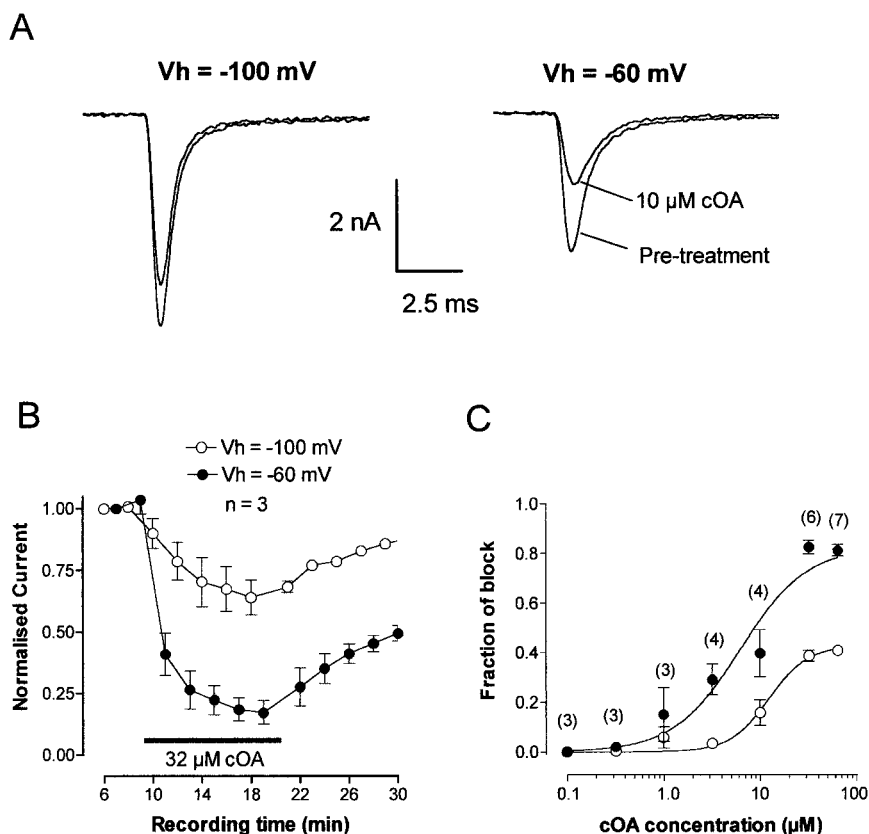 A
Vh = -100 mV
Vh = -60 mV
2 nA
2.5 ms
10 µM cOA
Pre-treatment
B
Vh = -100 mV
Vh = -60 mV
n = 3
Normalised Current
1.00
0.75
0.50
0.25
0.00
32 µM cOA
6 10 14 18 22 26 30
Recording time (min)
C
Fraction of block
1.0
0.8
0.6
0.4
0.2
0.0
(3) (3) (3) (4) (4) (6) (7)
0.1 1.0 10 100
cOA concentration (µM)